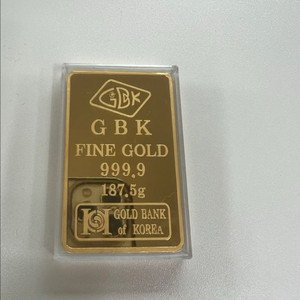 GBK
GBK
FINE GOLD
999.9
187.5g
GOLD BANK
of KOREA